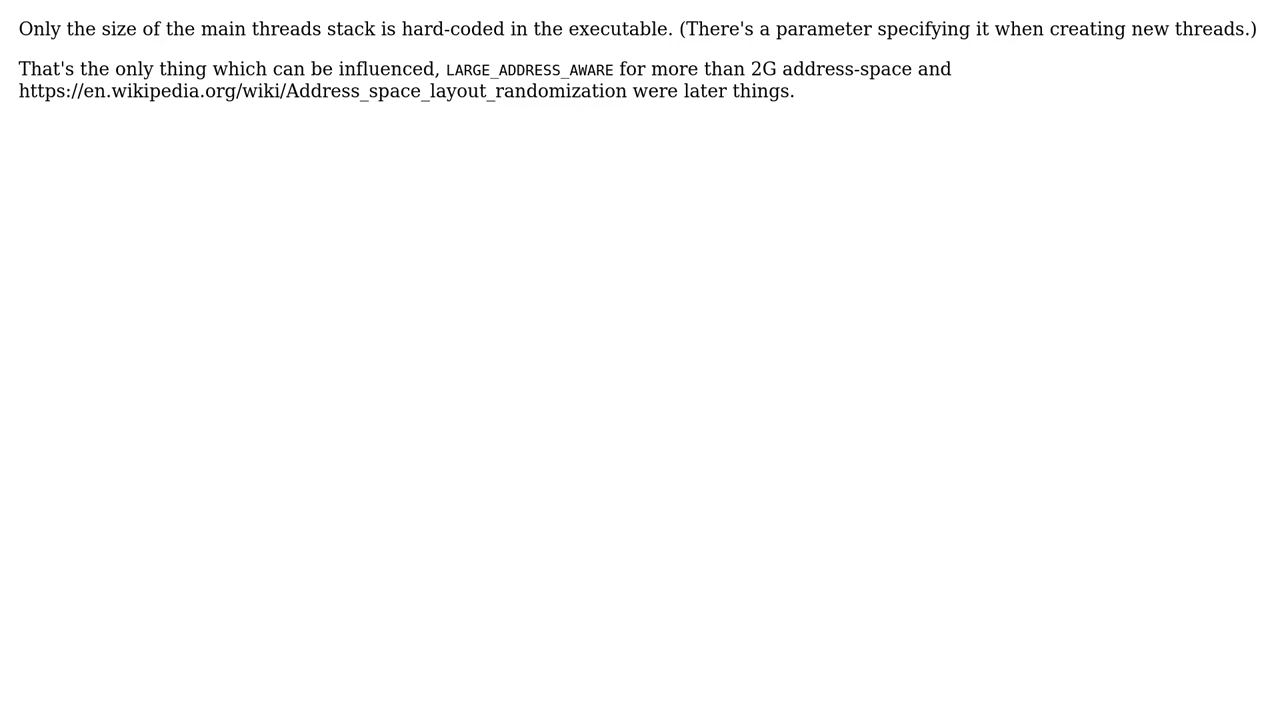 Only the size of the main threads stack is hard-coded in the executable. (There's a parameter specifying it when creating new threads.)
That's the only thing which can be influenced, LARGE_ADDRESS_AWARE for more than 2G address-space and
https://en.wikipedia.org/wiki/Address_space_layout_randomization were later things.